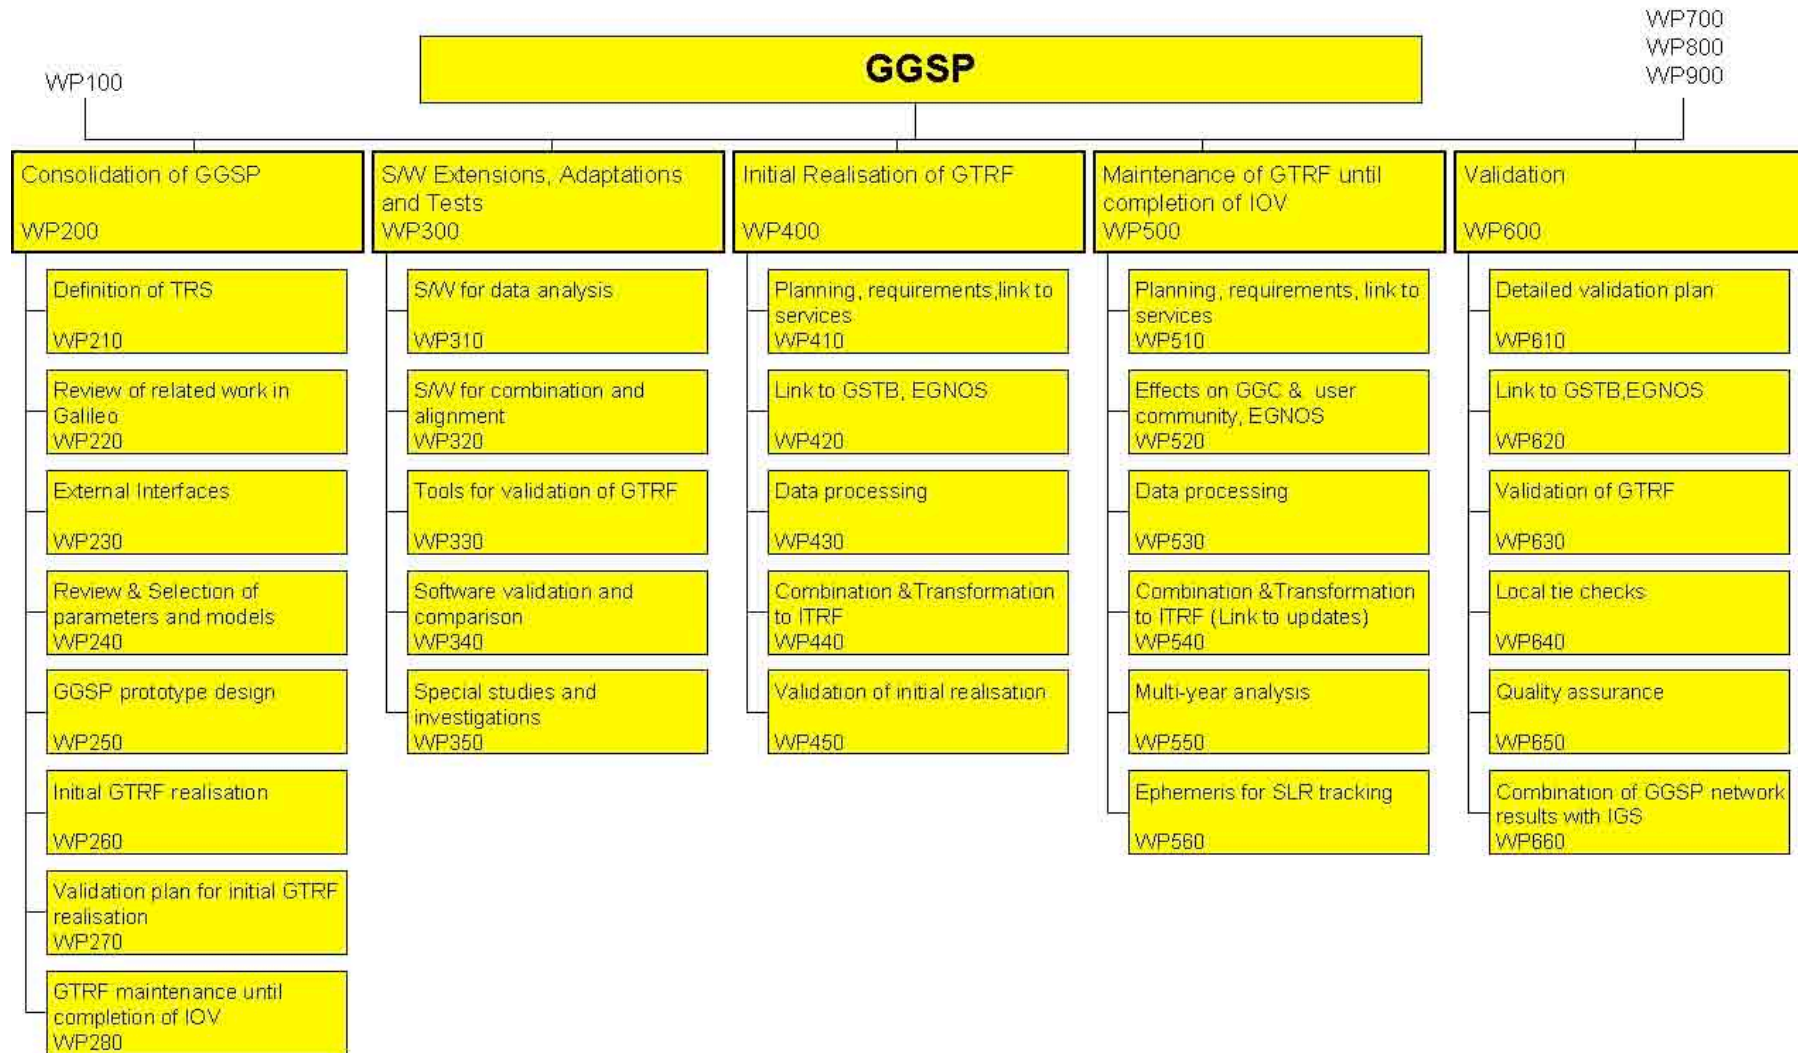 WP700
WP800
WP900
GGSP
WP100
Consolidation of GGSP
WP200
S/W Extensions, Adaptations
and Tests
WP300
Initial Realisation of GTRF
WP400
Maintenance of GTRF until
completion of IOV
WP500
Validation
WP600
Definition of TRS
WP210
Review of related work in
Galileo
WP220
External Interfaces
WP230
Review & Selection of
parameters and models
WP240
GGSP prototype design
WP250
Initial GTRF realisation
WP260
Validation plan for initial GTRF
realisation
WP270
GTRF maintenance until
completion of IOV
WP280
S/W for data analysis
WP310
S/W for combination and
alignment
WP320
Tools for validation of GTRF
WP330
Software validation and
comparison
WP340
Special studies and
investigations
WP350
Planning, requirements,link to
services
WP410
Link to GSTB, EGNOS
WP420
Data processing
WP430
Combination &Transformation
to ITRF
WP440
Validation of initial realisation
WP450
Planning, requirements, link to
services
WP510
Effects on GGC & user
community, EGNOS
WP520
Data processing
WP530
Combination &Transformation
to ITRF (Link to updates)
WP540
Multi-year analysis
WP550
Ephemeris for SLR tracking
WP560
Detailed validation plan
WP610
Link to GSTB,EGNOS
WP620
Validation of GTRF
WP630
Local tie checks
WP640
Quality assurance
WP650
Combination of GGSP network
results with IGS
WP660